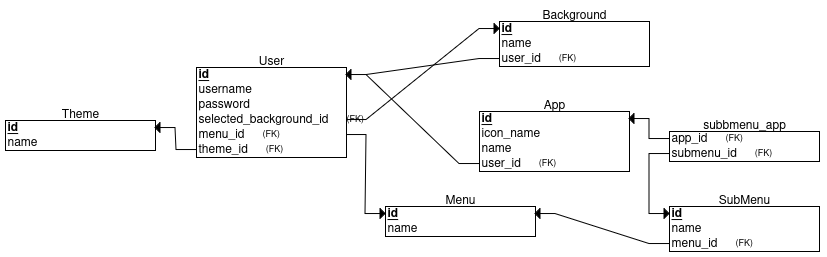 Background
id
name
user_id (FK)
User
id
username
password
selected_background_id (FK)
menu_id (FK)
theme_id (FK)
Theme
id
name
App
id
icon_name
name
user_id (FK)
subbmenu_app
app_id (FK)
submenu_id (FK)
Menu
id
name
SubMenu
id
name
menu_id (FK)